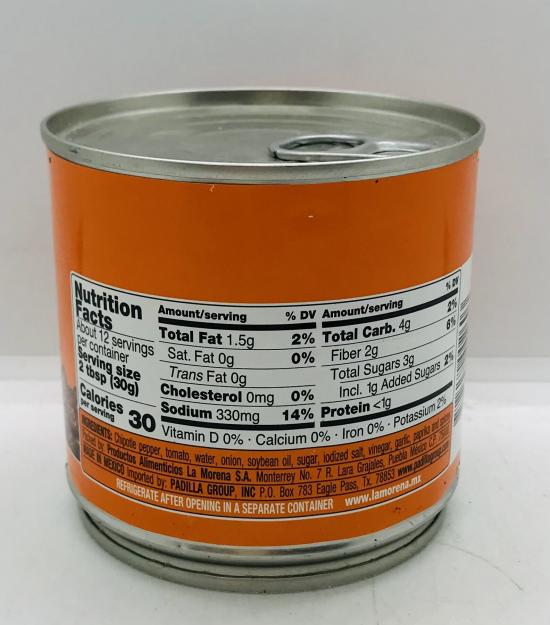 Nutrition
Facts
About 12 servings
per container
Serving size
2 tbsp (30g)
Calories 30
per serving
Amount/serving % DV
Total Fat 1.5g 2%
Sat. Fat 0g 0%
Trans Fat 0g
Cholesterol 0mg 0%
Sodium 330mg 14%
Amount/serving % DV
Total Carb. 4g 2%
Fiber 2g 6%
Total Sugars 3g
Incl. 1g Added Sugars 2%
Protein <1g
Vitamin D 0% · Calcium 0% · Iron 0% · Potassium 2%
INGREDIENTS: Chipotle pepper, tomato, water, onion, soybean oil, sugar, iodized salt, vinegar, garlic, paprika and
Packed by: Productos Alimenticios La Morena S.A. Monterrey No. 7 R. Lara Grajales, Puebla México C.P.
MADE IN MEXICO Imported by: PADILLA GROUP, INC P.O. Box 783 Eagle Pass, Tx. 78853
REFRIGERATE AFTER OPENING IN A SEPARATE CONTAINER www.lamorena.mx